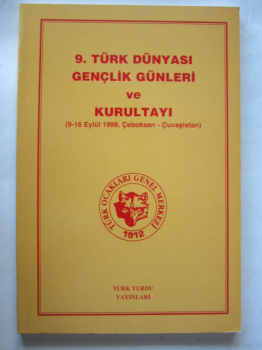 9. TÜRK DÜNYASI
GENÇLİK GÜNLERİ
ve
KURULTAYI
(9-16 Eylül 1999, Çeboksarı - Çuvaşistan)
TÜRK OCAKLARI GENEL MERKEZİ
1912
TÜRK YURDU
YAYINLARI